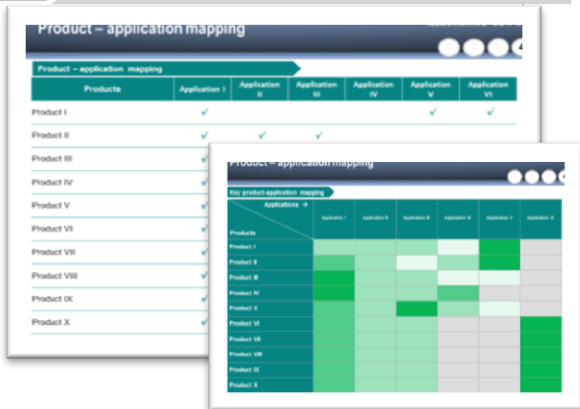 Product – application mapping
Product – application mapping
Products
Application I
Application II
Application III
Application IV
Application V
Application VI
Product I
Product II
Product III
Product IV
Product V
Product VI
Product VII
Product VIII
Product IX
Product X
Product – application mapping
Key product-application mapping
Applications →
Products
Application I
Application II
Product I
Product II
Product III
Product IV
Product V
Product VI
Product VII
Product VIII
Product IX
Product X